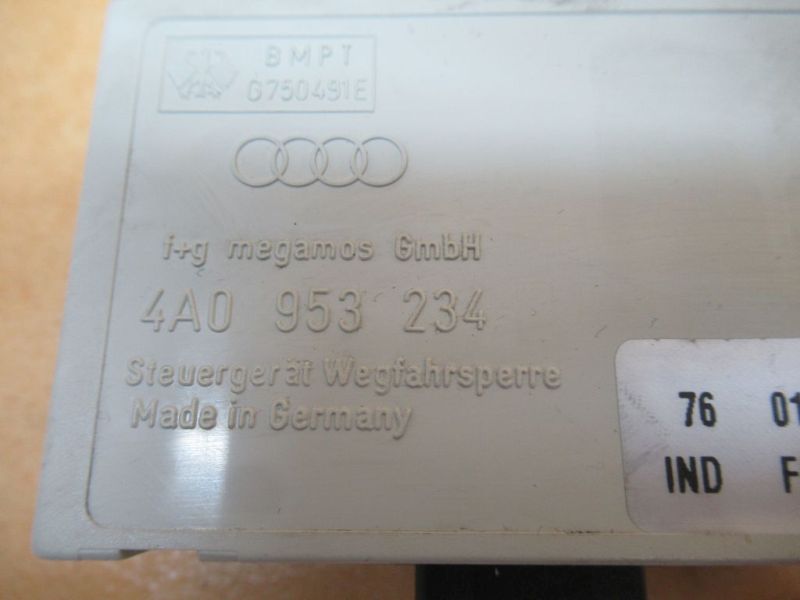 BMPT
G750491E
f+g megamos GmbH
4A0 953 234
Steuergerät Wegfahrsperre
Made in Germany
76 01
IND F